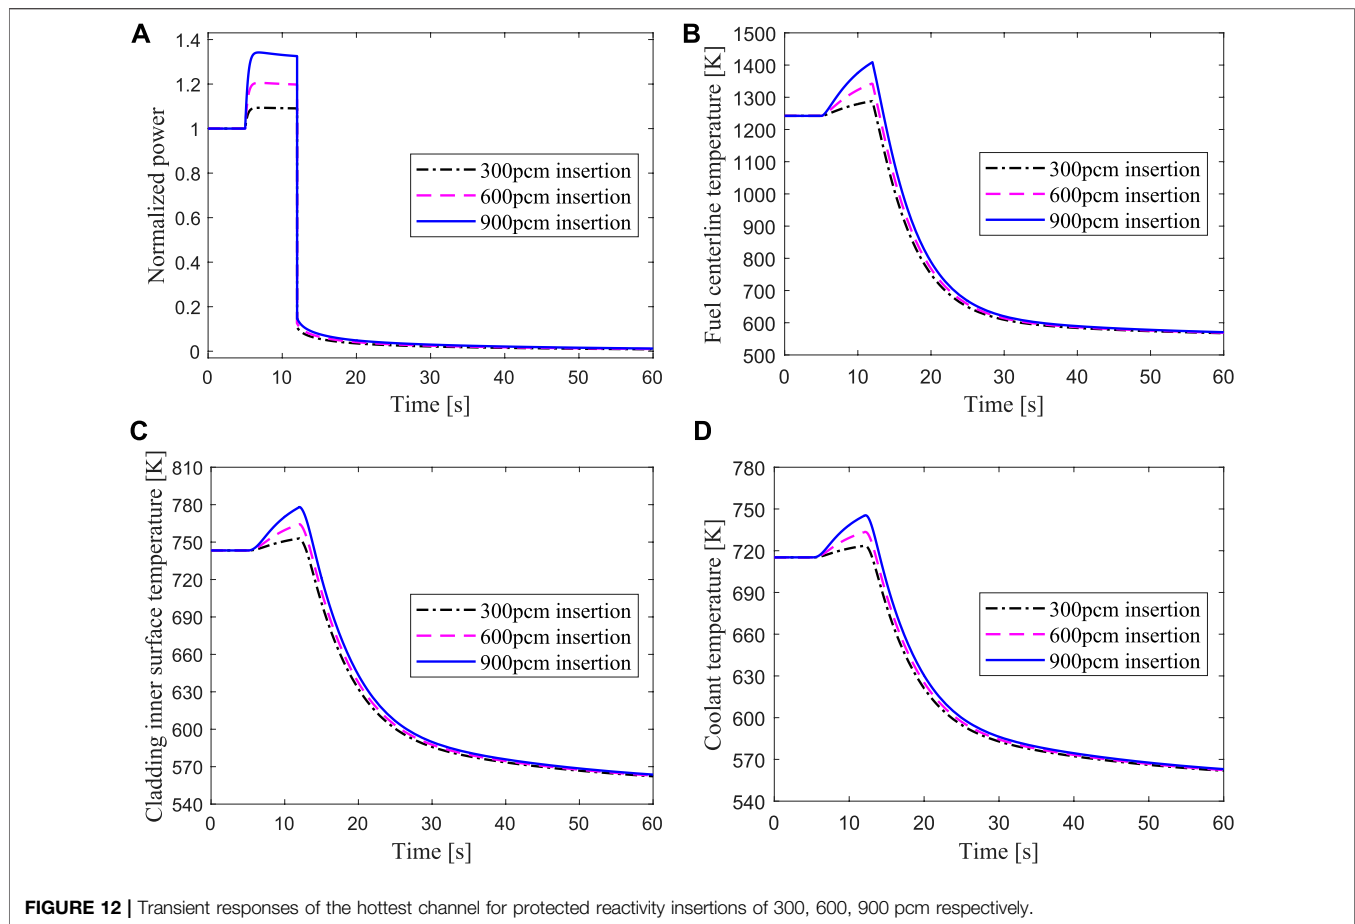 A
Normalized power
1.4
1.2
1
0.8
0.6
0.4
0.2
0
0 10 20 30 40 50 60
Time [s]
300pcm insertion
600pcm insertion
900pcm insertion
B
Fuel centerline temperature [K]
1500
1400
1300
1200
1100
1000
900
800
700
600
500
0 10 20 30 40 50 60
Time [s]
300pcm insertion
600pcm insertion
900pcm insertion
C
Cladding inner surface temperature [K]
810
780
750
720
690
660
630
600
570
540
0 10 20 30 40 50 60
Time [s]
300pcm insertion
600pcm insertion
900pcm insertion
D
Coolant temperature [K]
780
750
720
690
660
630
600
570
540
0 10 20 30 40 50 60
Time [s]
300pcm insertion
600pcm insertion
900pcm insertion
FIGURE 12 | Transient responses of the hottest channel for protected reactivity insertions of 300, 600, 900 pcm respectively.